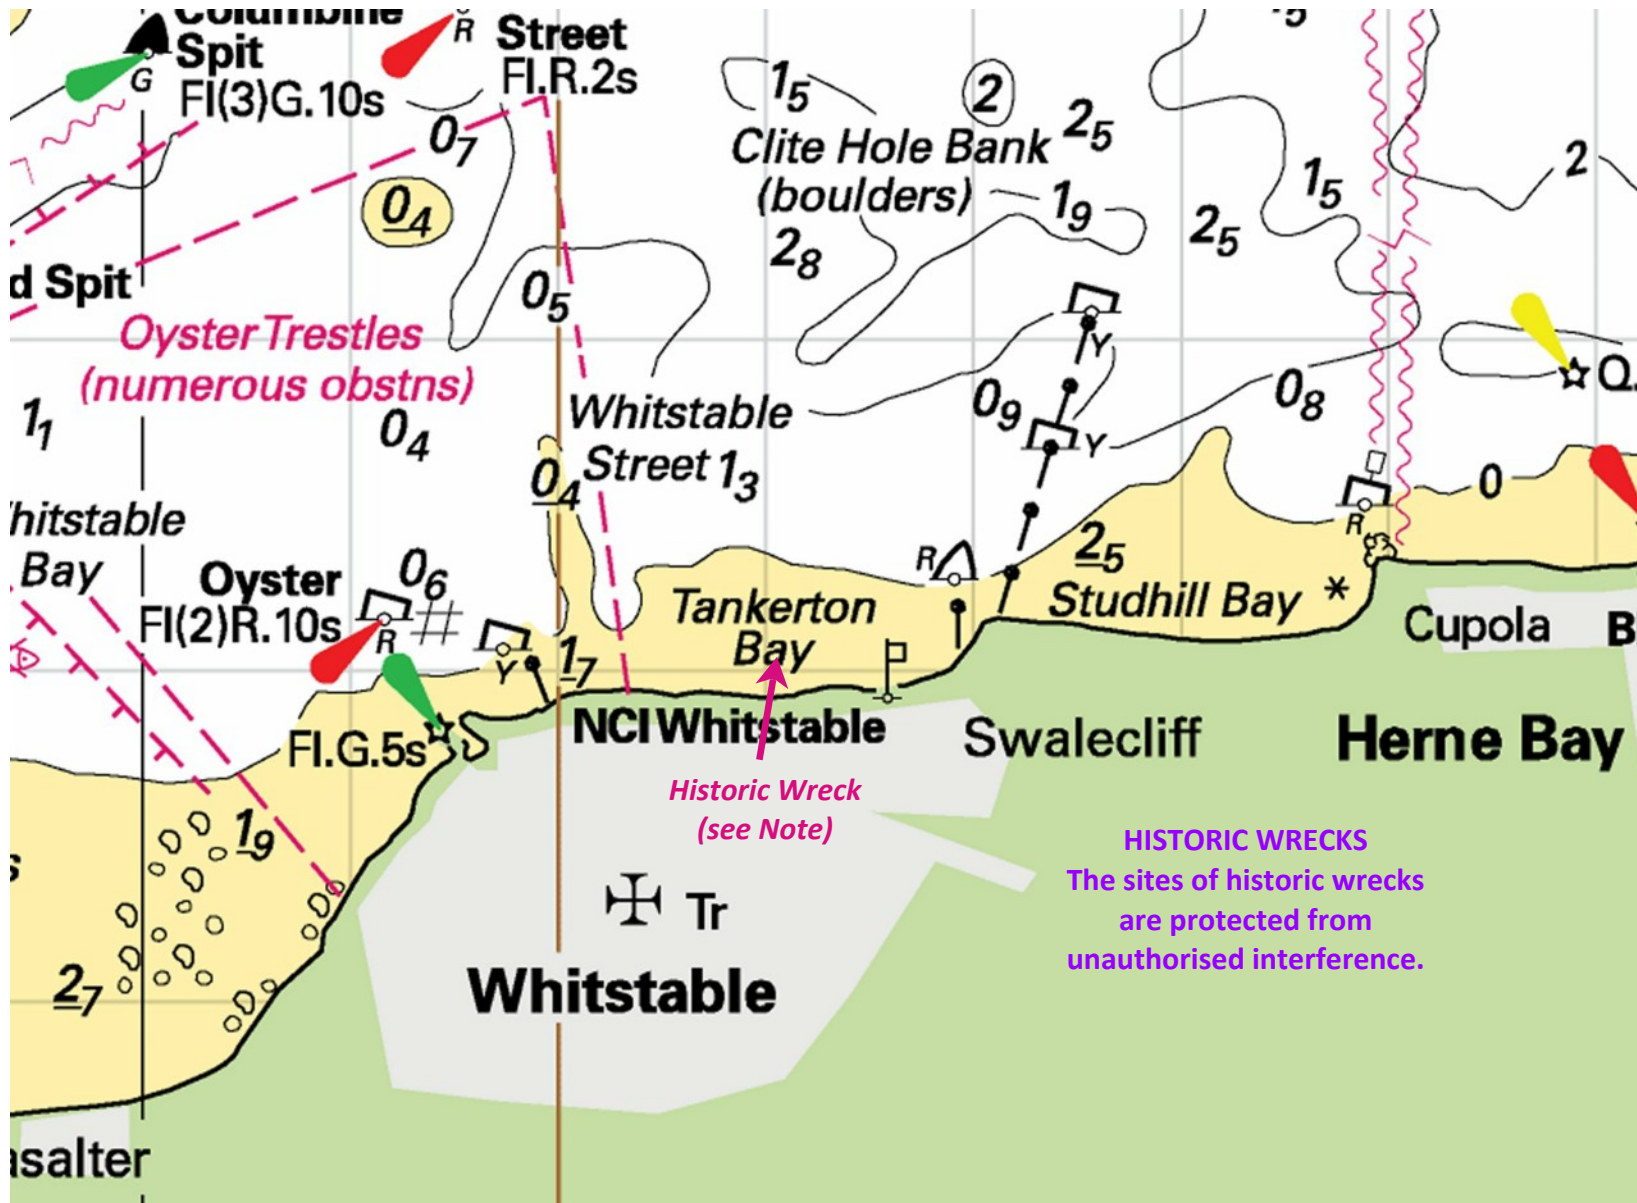 Columbine
Spit
Fl(3)G.10s
G
R
Street
Fl.R.2s
0₇
0₄
1₅
2
2₅
Clite Hole Bank
(boulders)
1₉
2₈
2₅
1₅
2
d Spit
0₅
Oyster Trestles
(numerous obstns)
1₁
0₄
Whitstable
Street
1₃
0₄
Y
0₉
Y
0₈
Q.
0
hitstable
Bay
Oyster
Fl(2)R.10s
0₆
R
Y
1₇
Tankerton
Bay
R
2₅
Studhill Bay
R
Cupola
B
Fl.G.5s
NCI Whitstable
Swalecliff
Herne Bay
Historic Wreck
(see Note)
1₉
HISTORIC WRECKS
The sites of historic wrecks
are protected from
unauthorised interference.
Tr
Whitstable
2₇
asalter